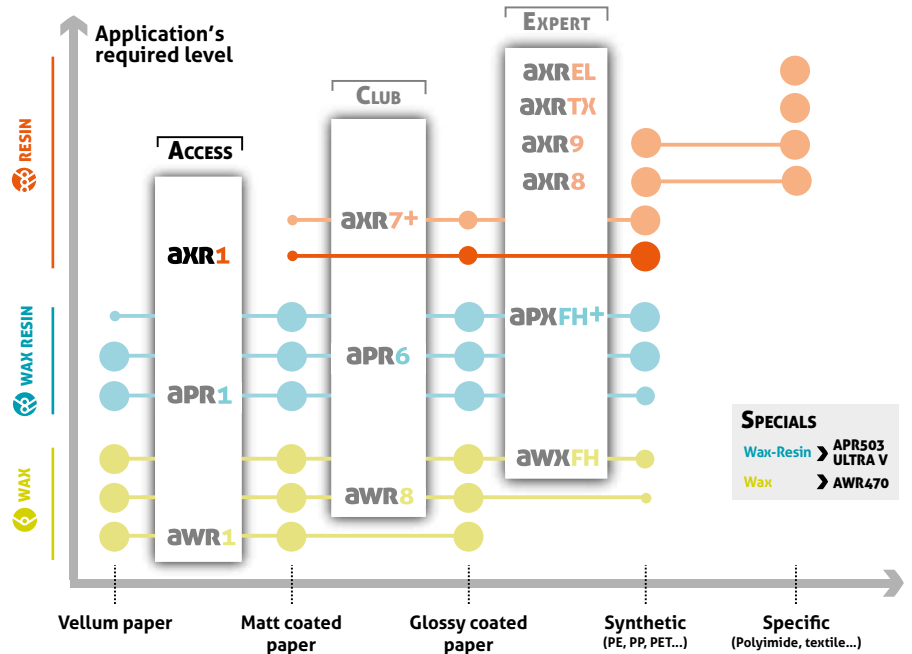 Application's
required level
EXPERT
CLUB
ACCESS
RESIN
WAX RESIN
WAX
aXREL
aXRTX
aXR9
aXR8
aXR7+
aXR1
aPXFH+
aPR6
aPR1
aWXFH
aWR8
aWR1
SPECIALS
Wax-Resin APR503
ULTRA V
Wax AWR470
Vellum paper
Matt coated
paper
Glossy coated
paper
Synthetic
(PE, PP, PET...)
Specific
(Polyimide, textile...)